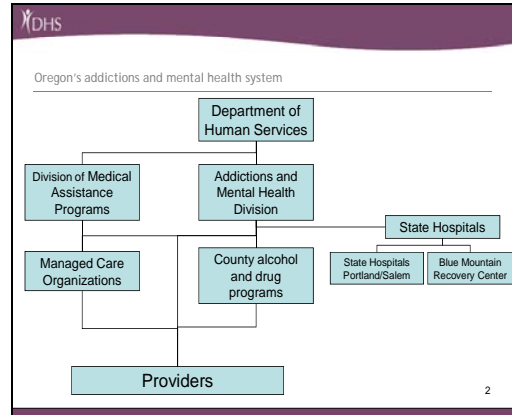 DHS
Oregon's addictions and mental health system
Department of
Human Services
Division of Medical
Assistance
Programs
Addictions and
Mental Health
Division
State Hospitals
Managed Care
Organizations
County alcohol
and drug
programs
State Hospitals
Portland/Salem
Blue Mountain
Recovery Center
Providers
2